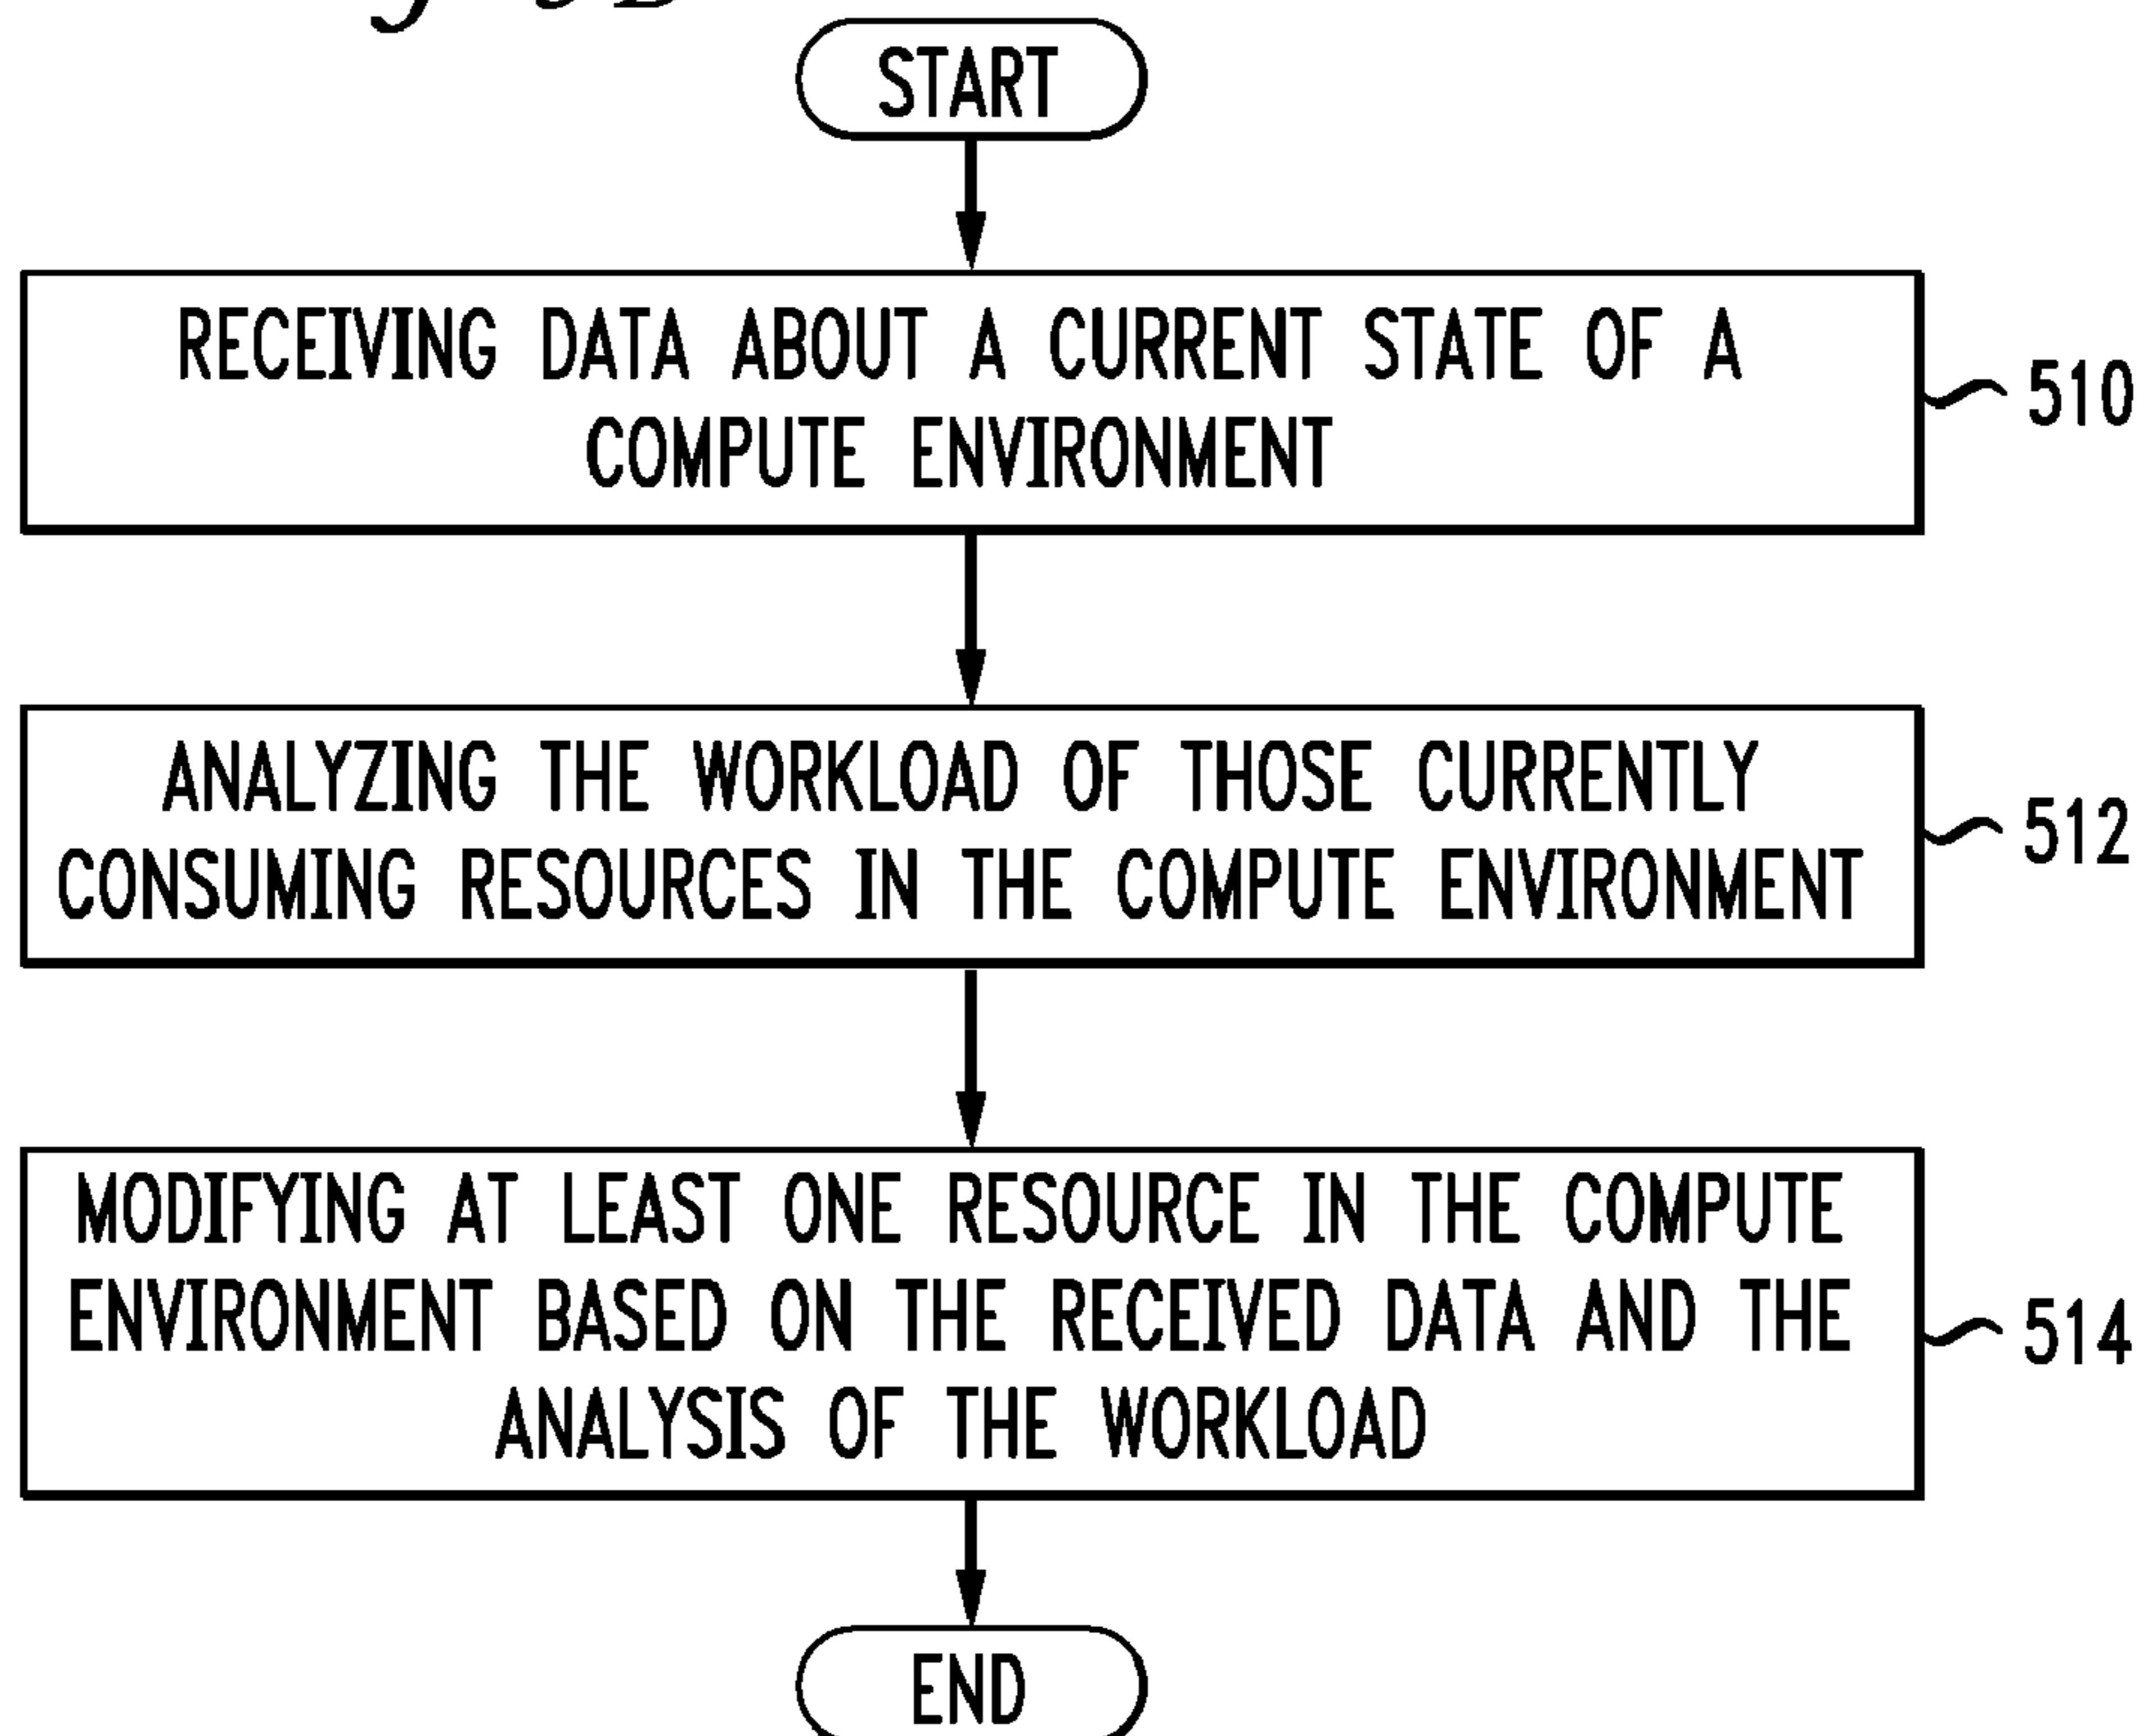 START
RECEIVING DATA ABOUT A CURRENT STATE OF A
COMPUTE ENVIRONMENT
510
ANALYZING THE WORKLOAD OF THOSE CURRENTLY
CONSUMING RESOURCES IN THE COMPUTE ENVIRONMENT
512
MODIFYING AT LEAST ONE RESOURCE IN THE COMPUTE
ENVIRONMENT BASED ON THE RECEIVED DATA AND THE
ANALYSIS OF THE WORKLOAD
514
END